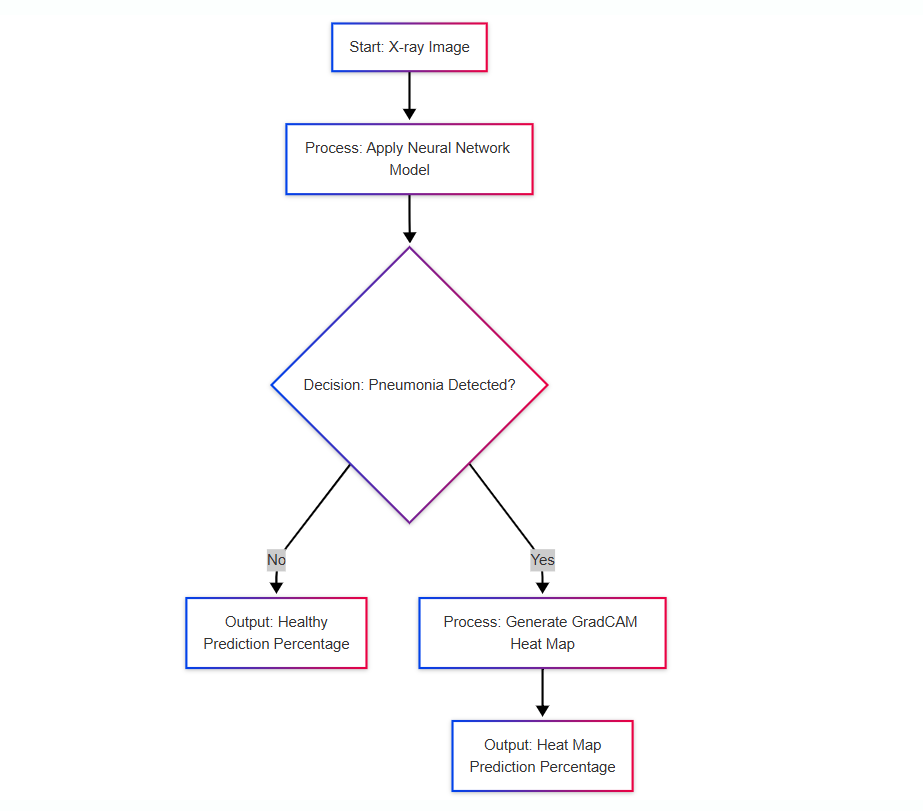 Start: X-ray Image
Process: Apply Neural Network
Model
Decision: Pneumonia Detected?
No
Yes
Output: Healthy
Prediction Percentage
Process: Generate GradCAM
Heat Map
Output: Heat Map
Prediction Percentage